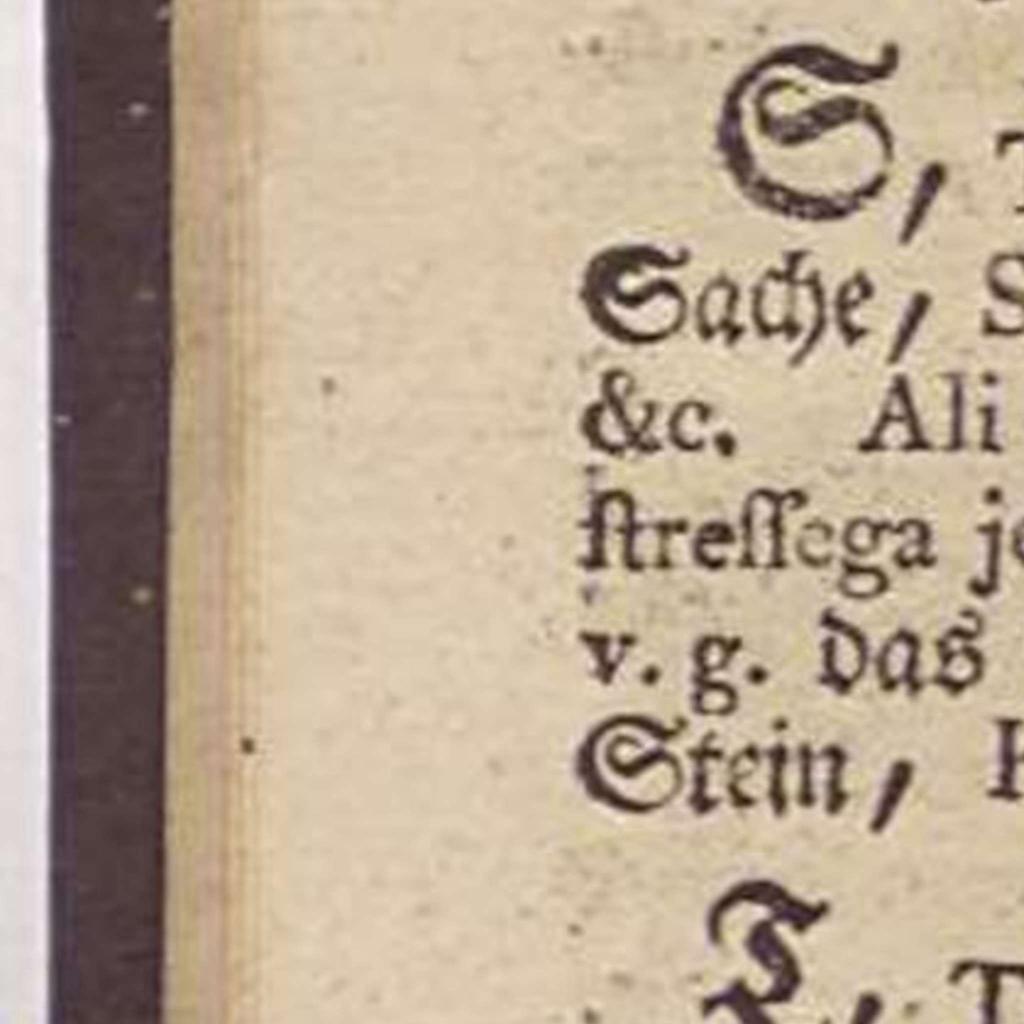 S,
Sache,
&c. Ali
ſtreſſega
v. g. das
Stein,
T, T